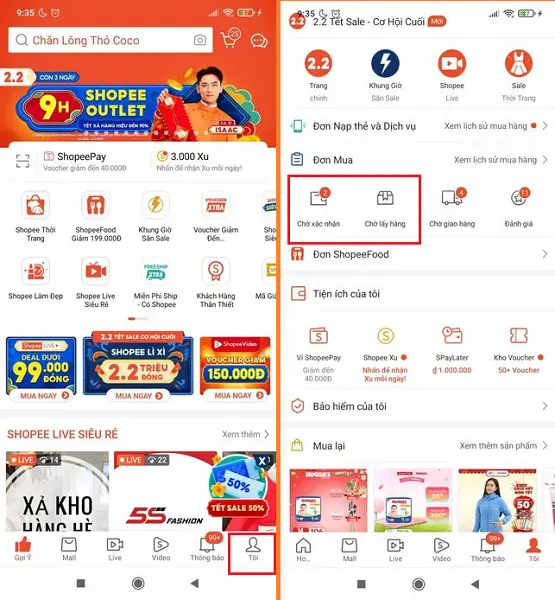 9:35
67
Chăn Lông Thỏ Coco
25
2.2 CÒN 3 NGÀY
9H SHOPEE OUTLET
TẾT XẢ HÀNG HIỆU ĐẾN 90%
ISAAC
ShopeePay
Voucher giảm đến 40.000Đ
3.000 Xu
Nhấn để nhận Xu mỗi ngày!
Shopee Thời Trang
ShopeeFood Giảm 199.000Đ
Khung Giờ Săn Sale
Voucher Giảm Đến...
Shopee Làm Đẹp
Shopee Live Siêu Rẻ
Miễn Phí Ship - Có Shopee
Khách Hàng Thân Thiết
Mã Giả
Shopee LIVE
DEAL DƯỚI
99.000 ĐỒNG
MUA NGAY
2.2 TẾT SALE CƠ HỘI CUỐI
SHOPEE LÌ XÌ
2.2 TRIỆU ĐỒNG
MUA NGAY
ShopeeVideo
VOUCHER GIẢM
150.000Đ
MUA NGAY
SHOPEE LIVE SIÊU RẺ
Xem thêm
LIVE 14
XẢ KHO
HÀNG HÈ
LIVE 22
5S FASHION
50%
TẾT SALE 50%
Gợi Ý
Mall
Live
Video
99+
Thông báo
Tôi
9:35
67
2.2 2.2 Tết Sale - Cơ Hội Cuối Mới
2.2
Trang chính
Khung Giờ Săn Sale
Shopee Live
Sale Thời Trang
Đơn Nạp thẻ và Dịch vụ
Xem lịch sử mua hàng
Đơn Mua
Xem lịch sử mua hàng
2
Chờ xác nhận
Chờ lấy hàng
4
Chờ giao hàng
11
Đánh giá
Đơn ShopeeFood
Tiện ích của tôi
Ví ShopeePay
Giảm đến 40.000Đ
Shopee Xu
Nhấn để nhận Xu mỗi ngày!
SPayLater
₫ 1.000.000
Kho Voucher
50+ Voucher
Bảo hiểm của tôi
Mua lại
Xem thêm sản phẩm
HUGGIES
50
Ho...
Mall
Live
Video
99+
Thông báo
Tôi